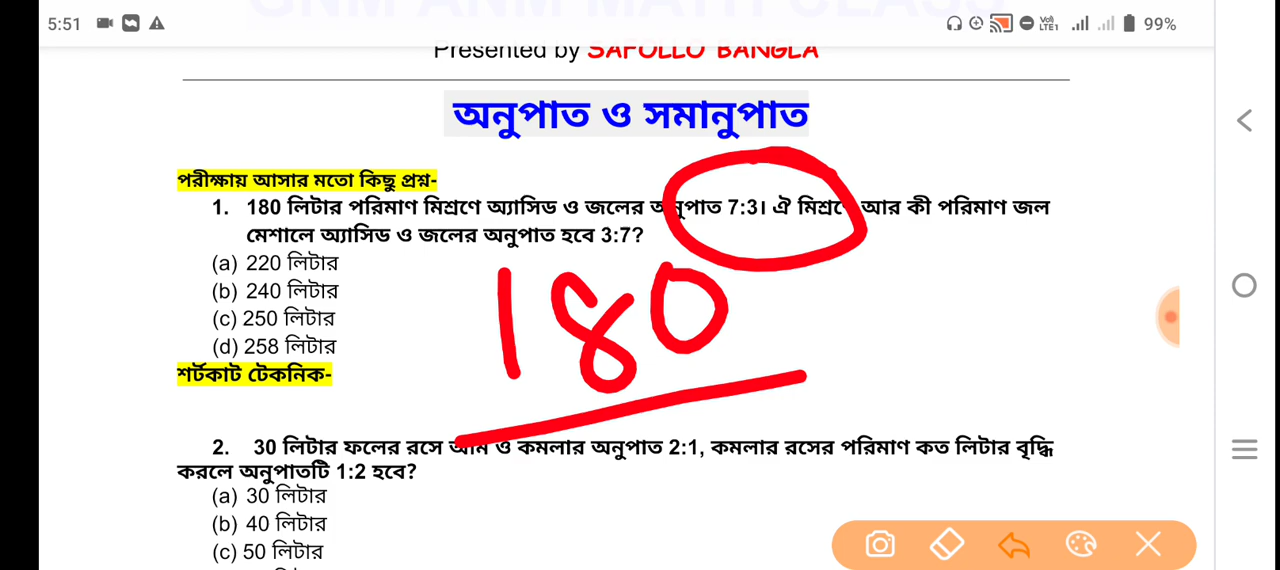 5:51 VoI) LTE1 99%
Presented by SAFOLLO BANGLA
অনুপাত ও সমানুপাত
পরীক্ষায় আসার মতো কিছু প্রশ্ন-
1. 180 লিটার পরিমাণ মিশ্রণে অ্যাসিড ও জলের অনুপাত 7:3। ঐ মিশ্রণে আর কী পরিমাণ জল
মেশালে অ্যাসিড ও জলের অনুপাত হবে 3:7?
(a) 220 লিটার
(b) 240 লিটার
(c) 250 লিটার
(d) 258 লিটার
180
শর্টকাট টেকনিক-
2. 30 লিটার ফলের রসে আম ও কমলার অনুপাত 2:1, কমলার রসের পরিমাণ কত লিটার বৃদ্ধি
করলে অনুপাতটি 1:2 হবে?
(a) 30 লিটার
(b) 40 লিটার
(c) 50 লিটার